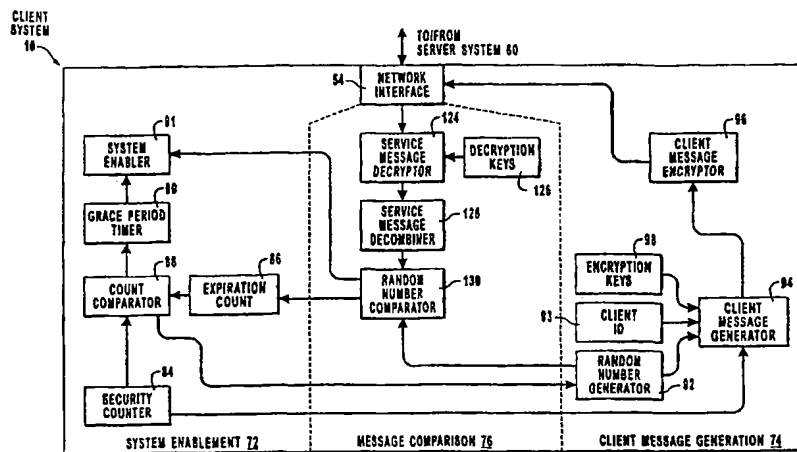 CLIENT
SYSTEM
10
TO/FROM
SERVER SYSTEM 60
54
NETWORK
INTERFACE
91
SYSTEM
ENABLER
124
SERVICE
MESSAGE
DECRYPTOR
DECRYPTION
KEYS
126
96
CLIENT
MESSAGE
ENCRYPTOR
89
GRACE PERIOD
TIMER
128
SERVICE
MESSAGE
DECOMBINER
88
COUNT
COMPARATOR
86
EXPIRATION
COUNT
130
RANDOM
NUMBER
COMPARATOR
98
ENCRYPTION
KEYS
93
CLIENT
ID
94
CLIENT
MESSAGE
GENERATOR
84
SECURITY
COUNTER
RANDOM
NUMBER
GENERATOR
92
SYSTEM ENABLEMENT 72
MESSAGE COMPARISON 76
CLIENT MESSAGE GENERATION 74